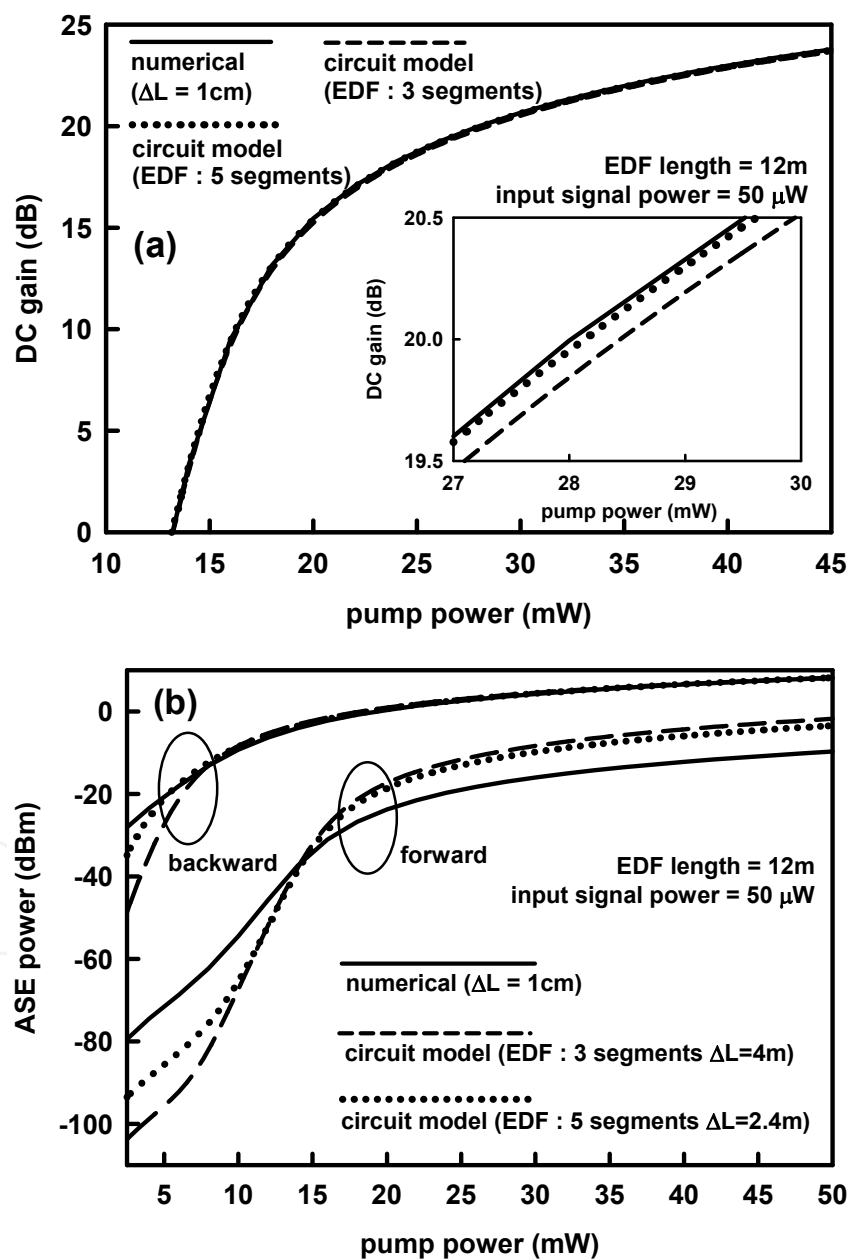 25
20
15
10
5
0
DC gain (dB)
numerical
(ΔL = 1cm)
circuit model
(EDF : 3 segments)
circuit model
(EDF : 5 segments)
(a)
EDF length = 12m
input signal power = 50 μW
20.5
20.0
19.5
DC gain (dB)
27 28 29 30
pump power (mW)
10 15 20 25 30 35 40 45
pump power (mW)
(b)
0
-20
-40
-60
-80
-100
ASE power (dBm)
backward
forward
EDF length = 12m
input signal power = 50 μW
numerical (ΔL = 1cm)
circuit model (EDF : 3 segments ΔL=4m)
circuit model (EDF : 5 segments ΔL=2.4m)
5 10 15 20 25 30 35 40 45 50
pump power (mW)